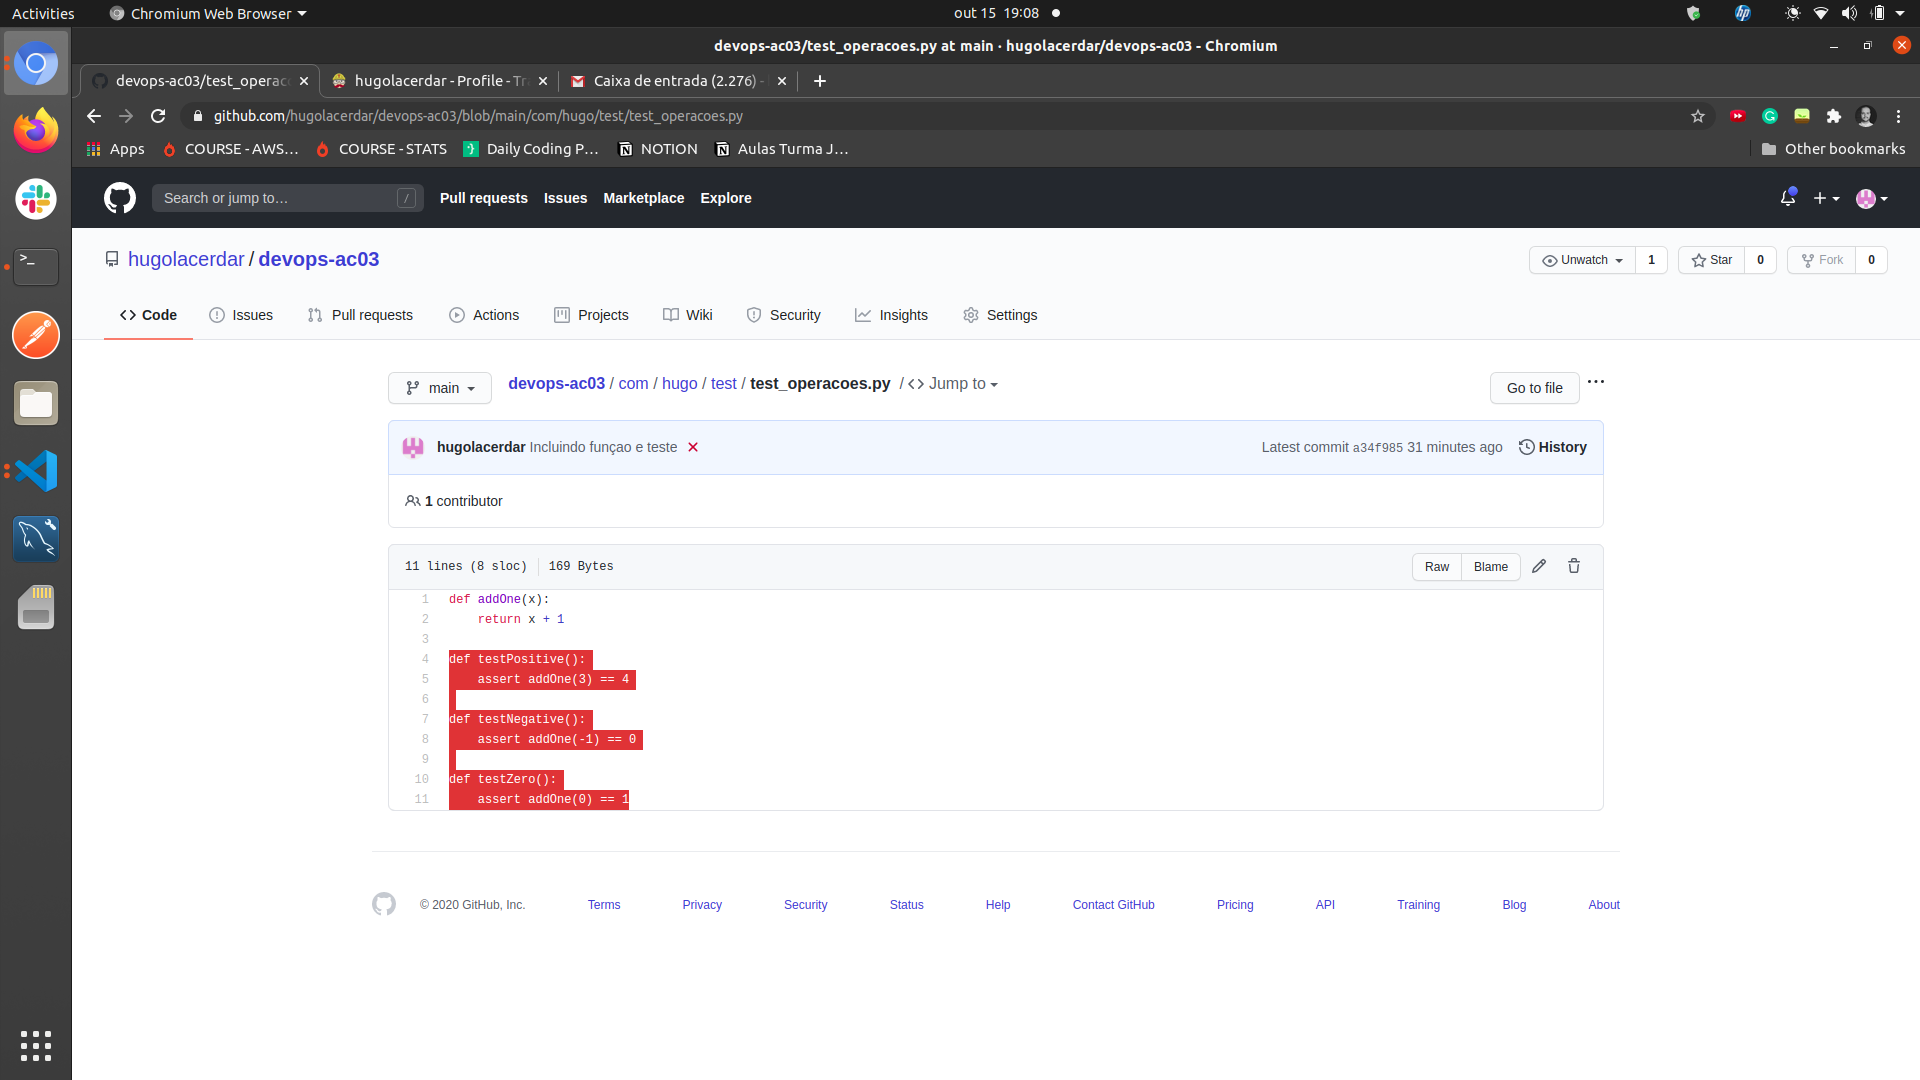 Activities Chromium Web Browser out 15 19:08
hp
devops-ac03/test_operacoes.py at main · hugolacerdar/devops-ac03 - Chromium
devops-ac03/test_operac hugolacerdar - Profile - Tr Caixa de entrada (2.276) -
github.com/hugolacerdar/devops-ac03/blob/main/com/hugo/test/test_operacoes.py
Apps COURSE - AWS... COURSE - STATS Daily Coding P... NOTION Aulas Turma J... Other bookmarks
Search or jump to… / Pull requests Issues Marketplace Explore
hugolacerdar / devops-ac03 Unwatch 1 Star 0 Fork 0
Code Issues Pull requests Actions Projects Wiki Security Insights Settings
main devops-ac03 / com / hugo / test / test_operacoes.py / <> Jump to Go to file ...
hugolacerdar Incluindo funçao e teste Latest commit a34f985 31 minutes ago History
1 contributor
11 lines (8 sloc) 169 Bytes Raw Blame
1 def addOne(x):
2 return x + 1
3
4 def testPositive():
5 assert addOne(3) == 4
6
7 def testNegative():
8 assert addOne(-1) == 0
9
10 def testZero():
11 assert addOne(0) == 1
© 2020 GitHub, Inc. Terms Privacy Security Status Help Contact GitHub Pricing API Training Blog About